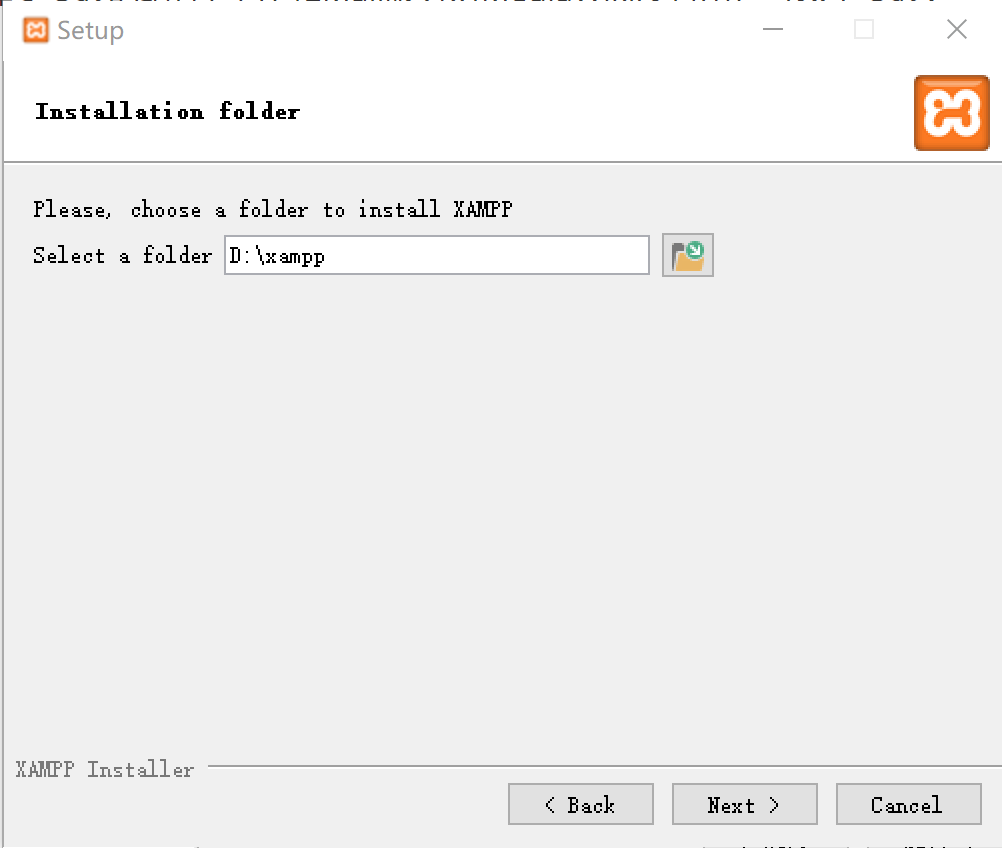 Setup
Installation folder
Please, choose a folder to install XAMPP
Select a folder D:\xampp
XAMPP Installer
< Back Next > Cancel